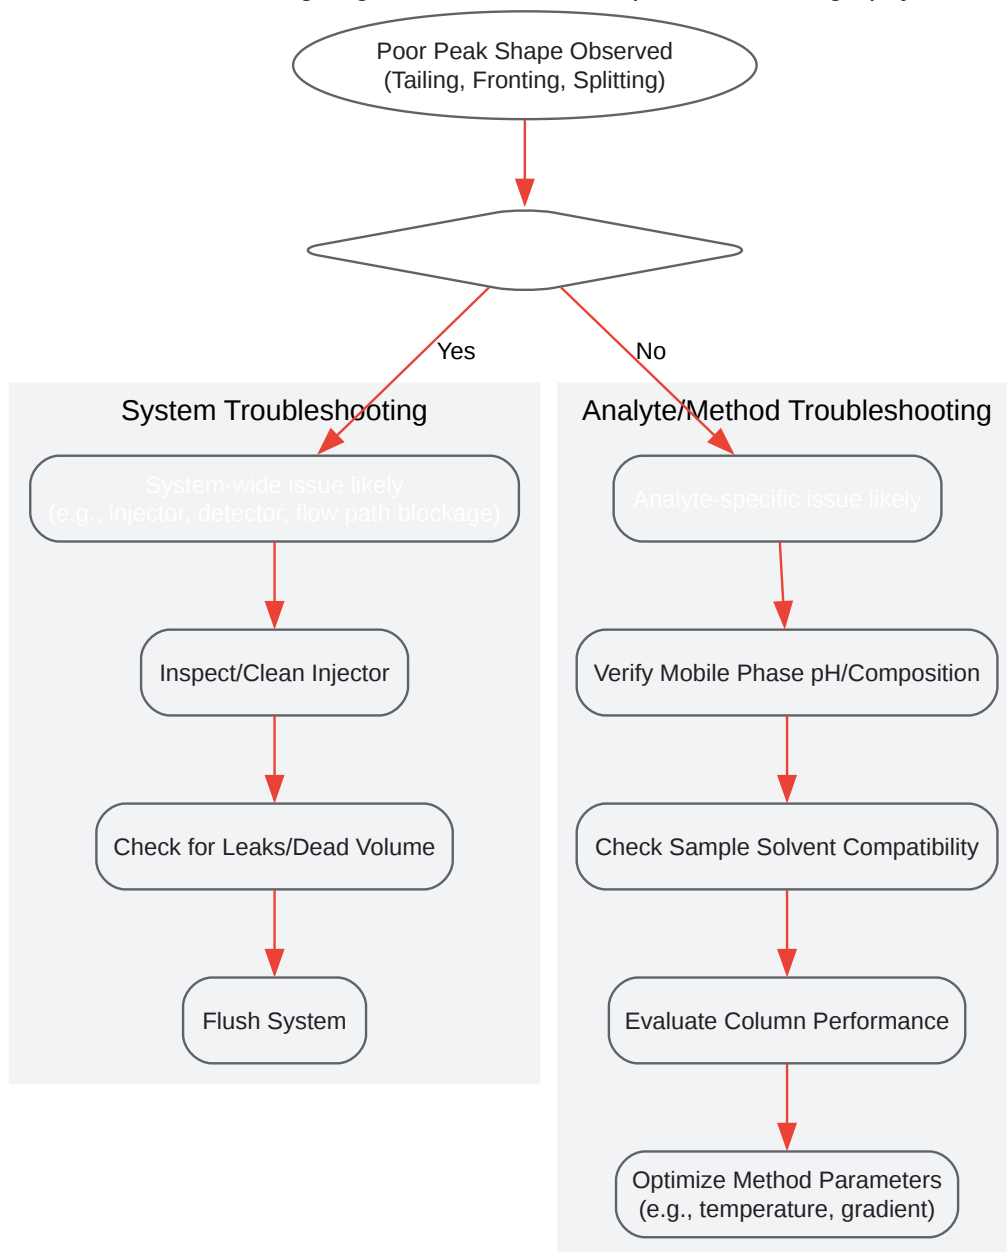 Poor Peak Shape Observed
(Tailing, Fronting, Splitting)
Yes
No
System Troubleshooting
Analyte/Method Troubleshooting
System-wide issue likely
(e.g., injector, detector, flow path blockage)
Analyte-specific issue likely
Inspect/Clean Injector
Verify Mobile Phase pH/Composition
Check for Leaks/Dead Volume
Check Sample Solvent Compatibility
Flush System
Evaluate Column Performance
Optimize Method Parameters
(e.g., temperature, gradient)